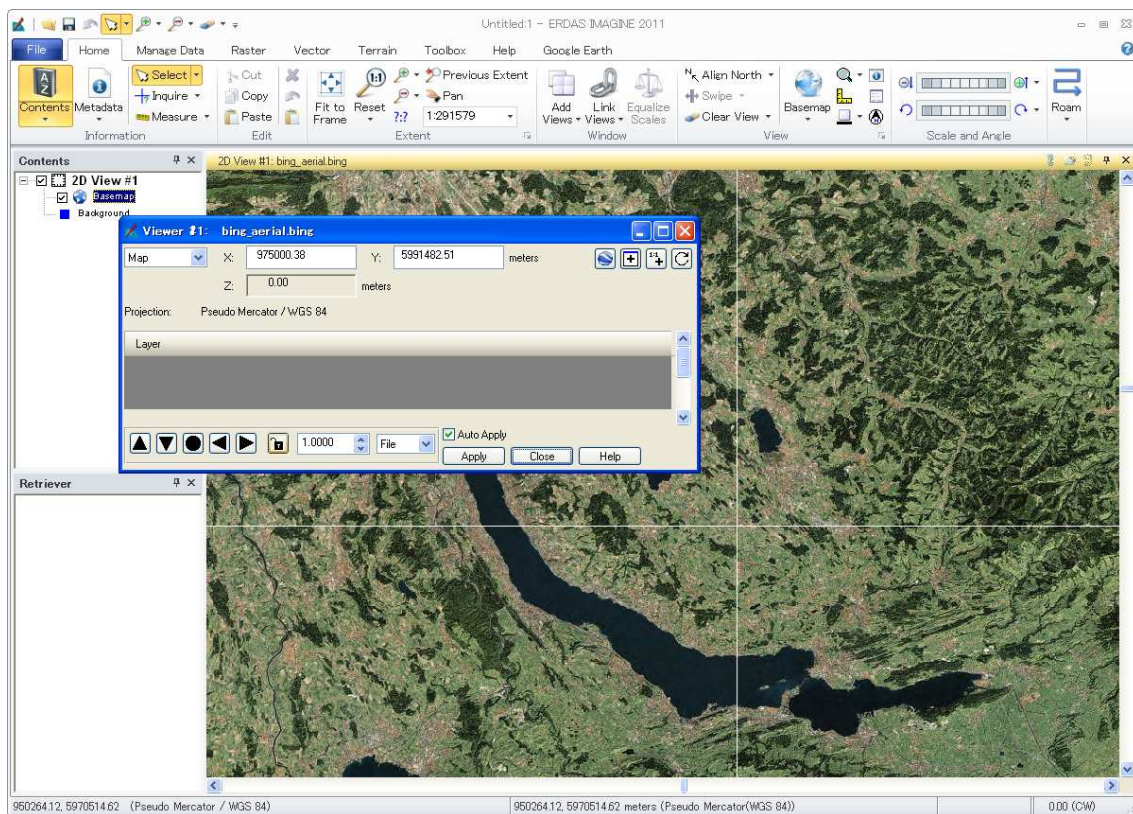 Untitled:1 - ERDAS IMAGINE 2011
File Home Manage Data Raster Vector Terrain Toolbox Help Google Earth
Contents Metadata Select Inquire Measure
Information
Cut Copy Paste
Edit
Fit to Frame Reset 1:1 Previous Extent Pan ?:? 1:291579
Extent
Add Views Link Views Equalize Scales
Window
Align North Swipe Clear View Basemap
View
Scale and Angle
Roam
Contents
2D View #1: bing_aerial.bing
2D View #1
Basemap
Background
Viewer #1: bing_aerial.bing
Map X: 975000.38 Y: 5991482.51 meters
Z: 0.00 meters
Projection: Pseudo Mercator / WGS 84
Layer
1.0000 File Auto Apply
Apply Close Help
Retriever
950264.12, 5970514.62 (Pseudo Mercator / WGS 84) 950264.12, 5970514.62 meters (Pseudo Mercator(WGS 84)) 0.00 (CW)